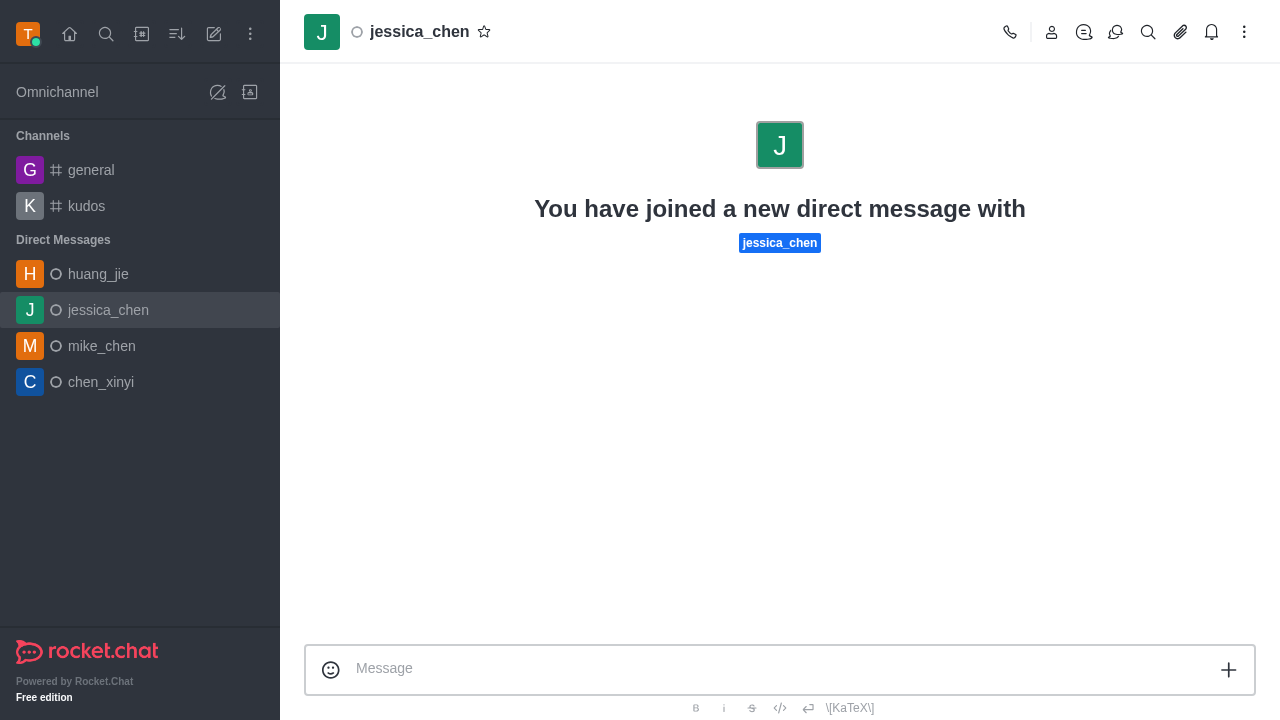 T
Omnichannel
Channels
G general
K kudos
Direct Messages
H huang_jie
J jessica_chen
M mike_chen
C chen_xinyi
rocket.chat
Powered by Rocket.Chat
Free edition
J jessica_chen
J
You have joined a new direct message with
jessica_chen
Message
B i S \[KaTeX\]